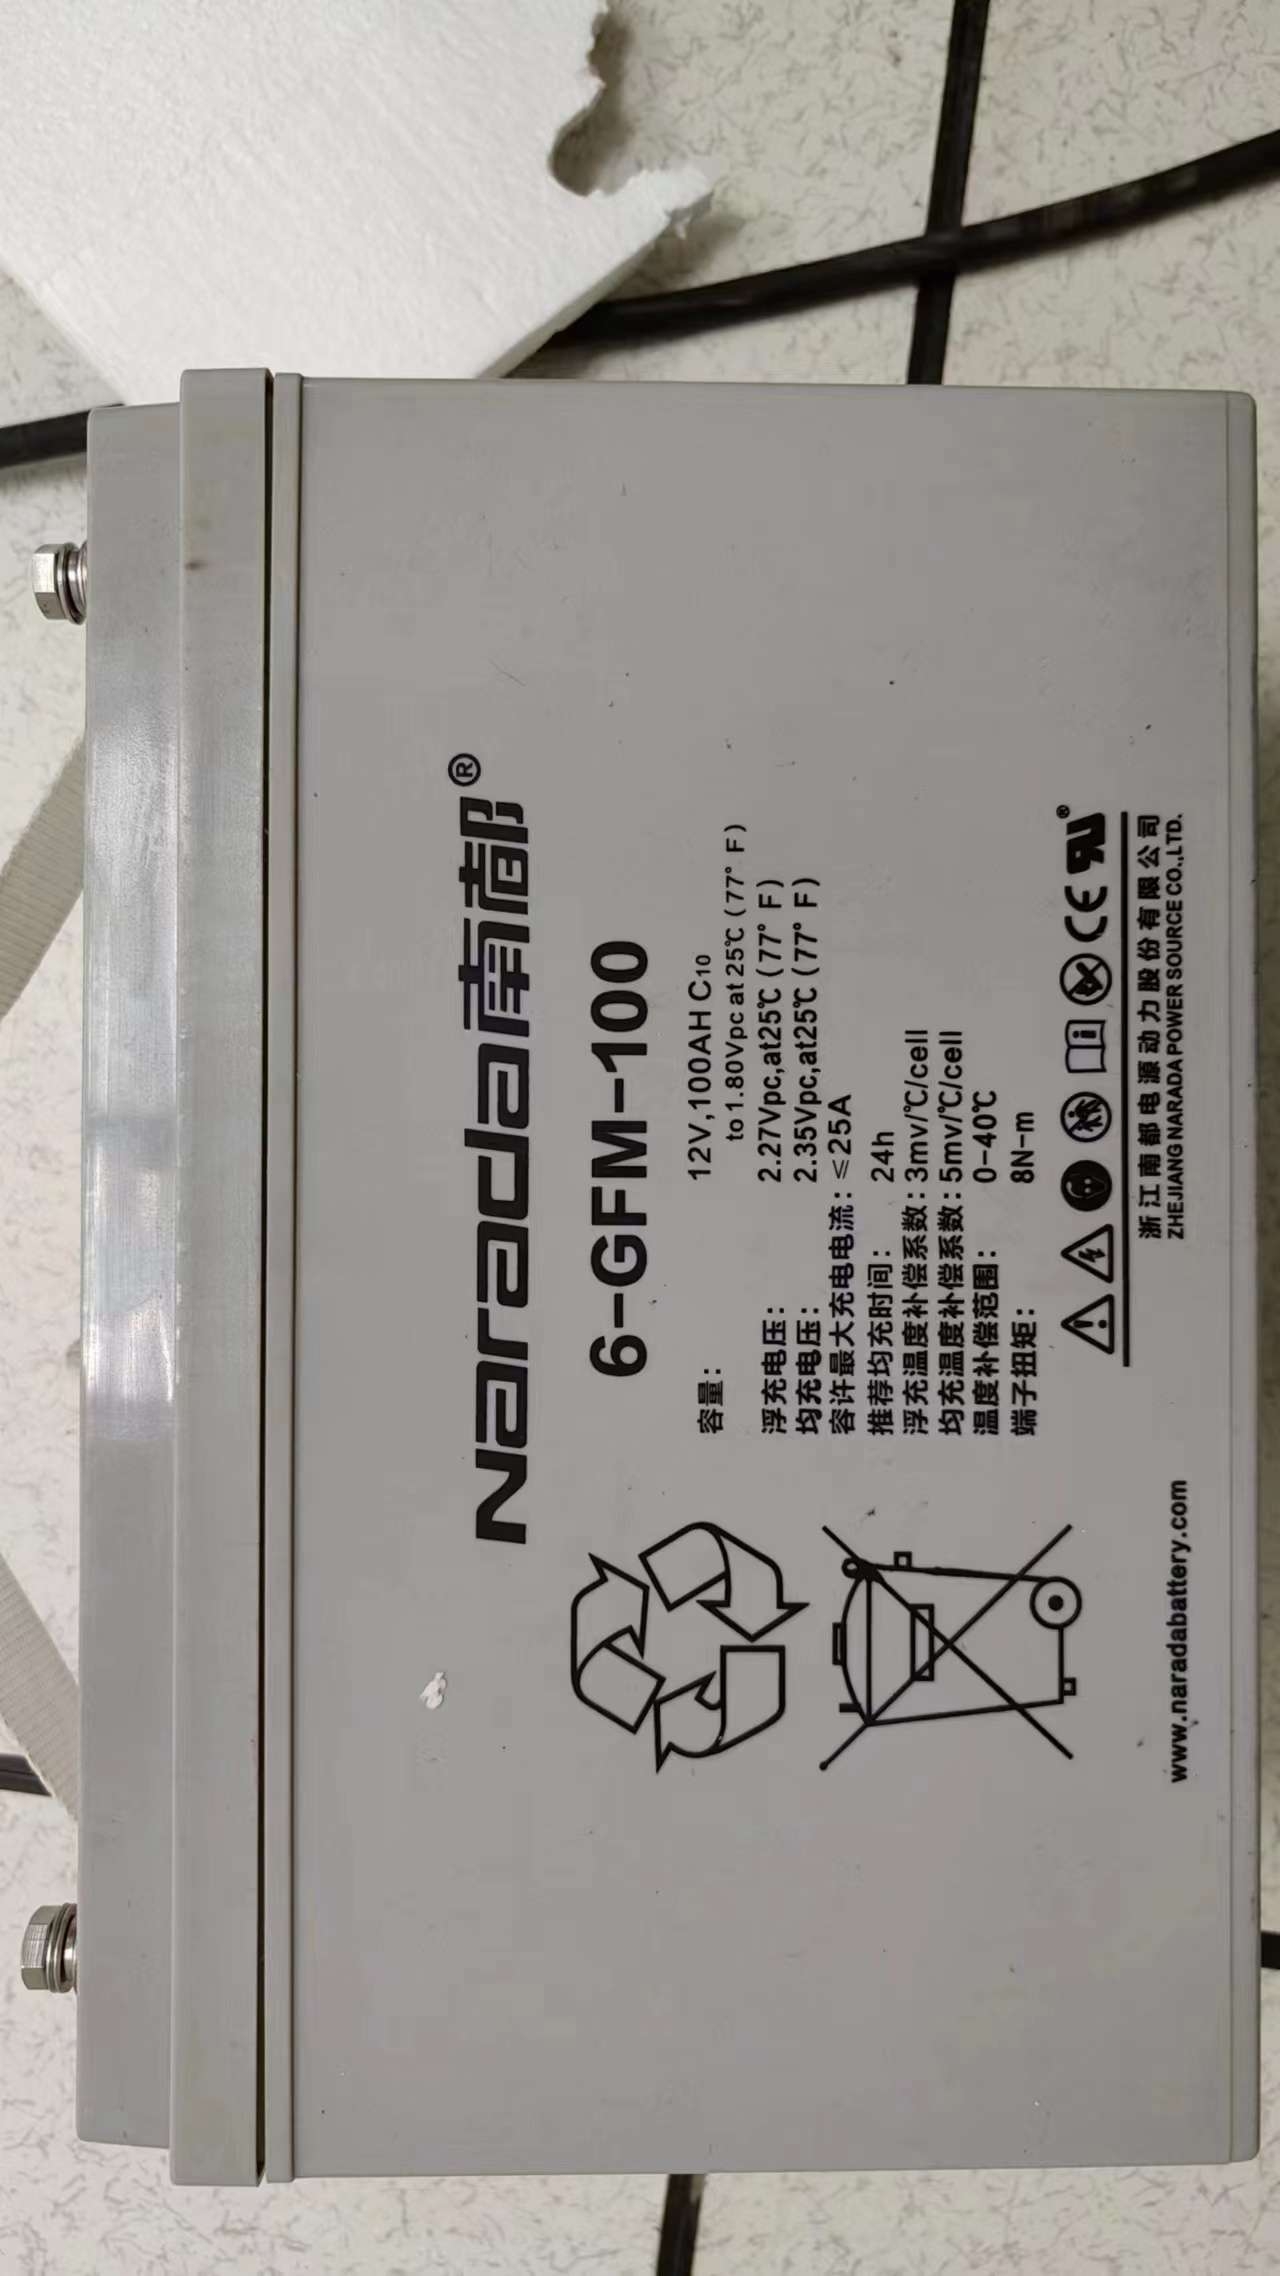 Narada南都®
6-GFM-100
容量： 12V,100AH C10
to 1.80Vpc at 25℃ (77° F)
浮充电压： 2.27Vpc,at25℃ (77° F)
均充电压： 2.35Vpc,at25℃ (77° F)
容许最大充电电流：≤25A
推荐均充时间： 24h
浮充温度补偿系数：3mv/℃/cell
均充温度补偿系数：5mv/℃/cell
温度补偿范围： 0-40℃
端子扭矩： 8N-m
CE RU®
浙江南都电源动力股份有限公司
ZHEJIANG NARADA POWER SOURCE CO.,LTD.
www.naradabattery.com